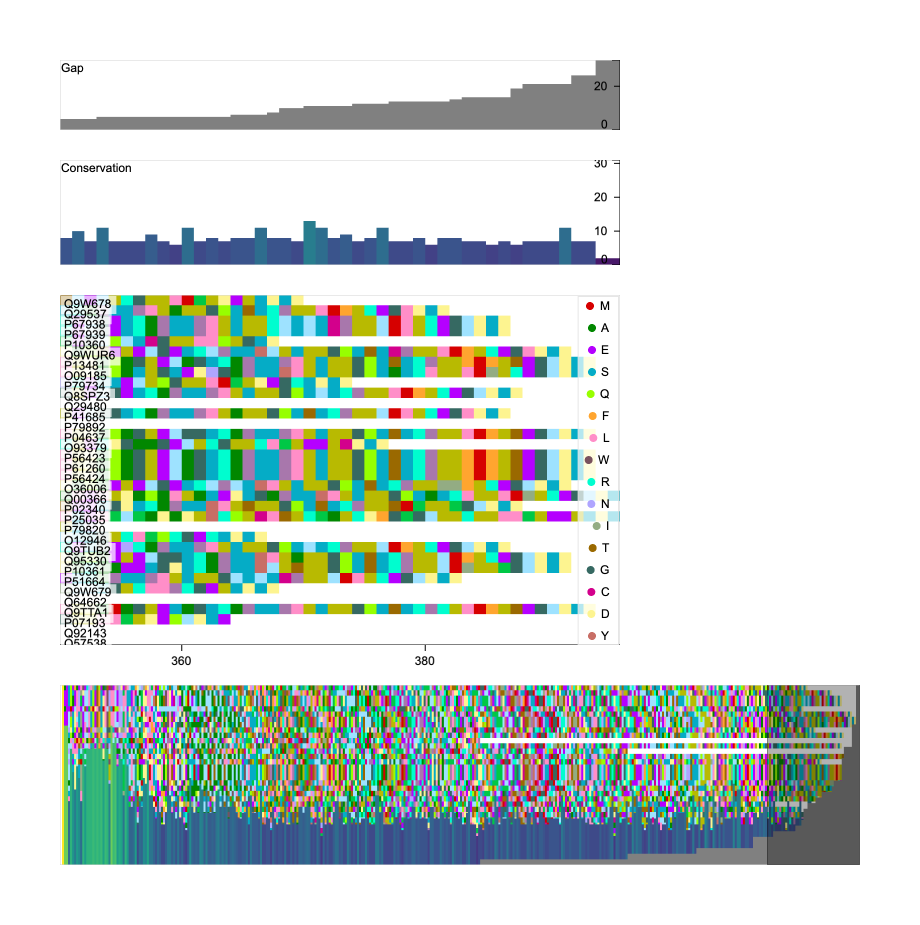 Gap
20
0
Conservation
30
20
10
0
Q9W678
Q29537
P67938
P67939
P10360
Q9WUR6
P13481
O09185
P79734
Q8SPZ3
Q29480
P41685
P79892
P04637
O93379
P56423
P61260
P56424
O36006
Q00366
P02340
P25035
P79820
O12946
Q9TUB2
Q95330
P10361
P51664
Q9W679
Q64662
Q9TTA1
P07193
Q92143
O57538
M
A
E
S
Q
F
L
W
R
N
I
T
G
C
D
Y
360
380